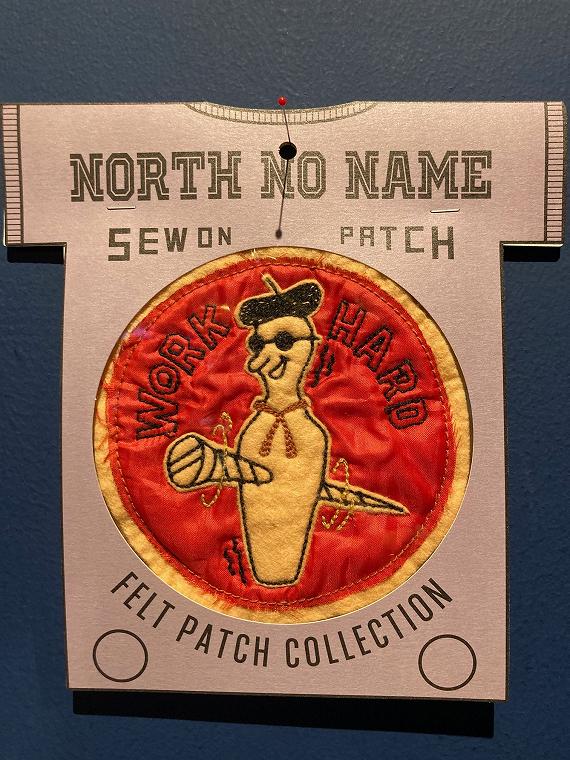 NORTH NO NAME
SEW ON PATCH
WORK HARD
FELT PATCH COLLECTION